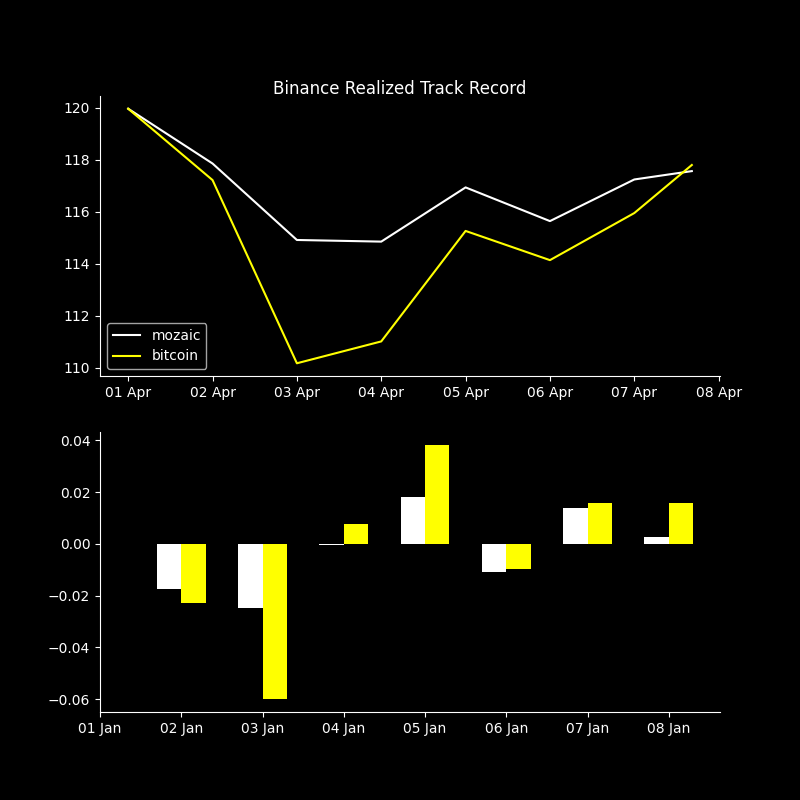 Binance Realized Track Record
120
118
116
114
112
110
mozaic
bitcoin
01 Apr 02 Apr 03 Apr 04 Apr 05 Apr 06 Apr 07 Apr 08 Apr
0.04
0.02
0.00
−0.02
−0.04
−0.06
01 Jan 02 Jan 03 Jan 04 Jan 05 Jan 06 Jan 07 Jan 08 Jan